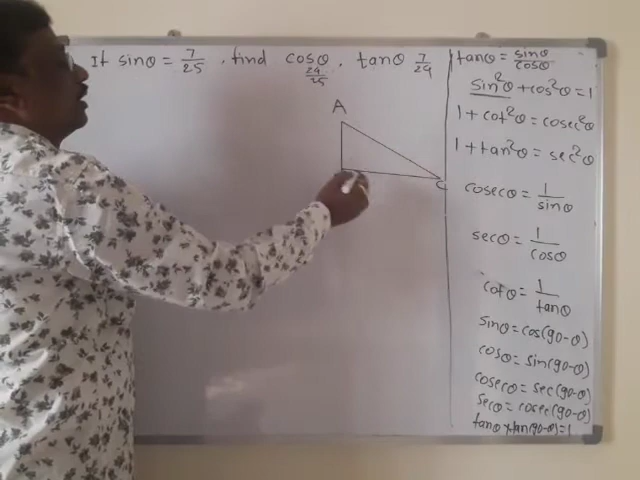 If sinθ = 7/25 . find cosθ 24/25 . tanθ 7/24
A
C
tanθ = sinθ/cosθ
sin²θ + cos²θ = 1
1 + cot²θ = cosec²θ
1 + tan²θ = sec²θ
cosecθ = 1/sinθ
secθ = 1/cosθ
cotθ = 1/tanθ
sinθ = cos(90-θ)
cosθ = sin(90-θ)
cosecθ = sec(90-θ)
secθ = cosec(90-θ)
tanθ × tan(90-θ) = 1